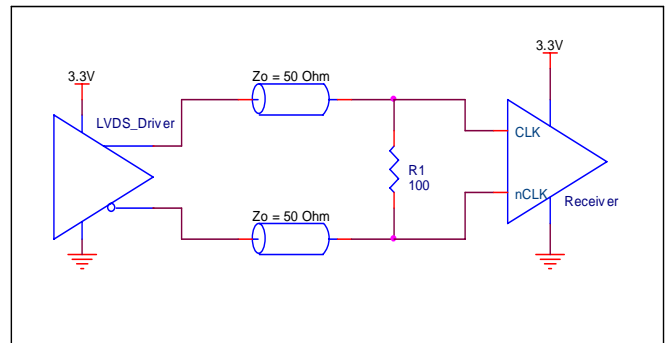 3.3V
LVDS_Driver
Zo = 50 Ohm
Zo = 50 Ohm
R1
100
3.3V
CLK
nCLK
Receiver